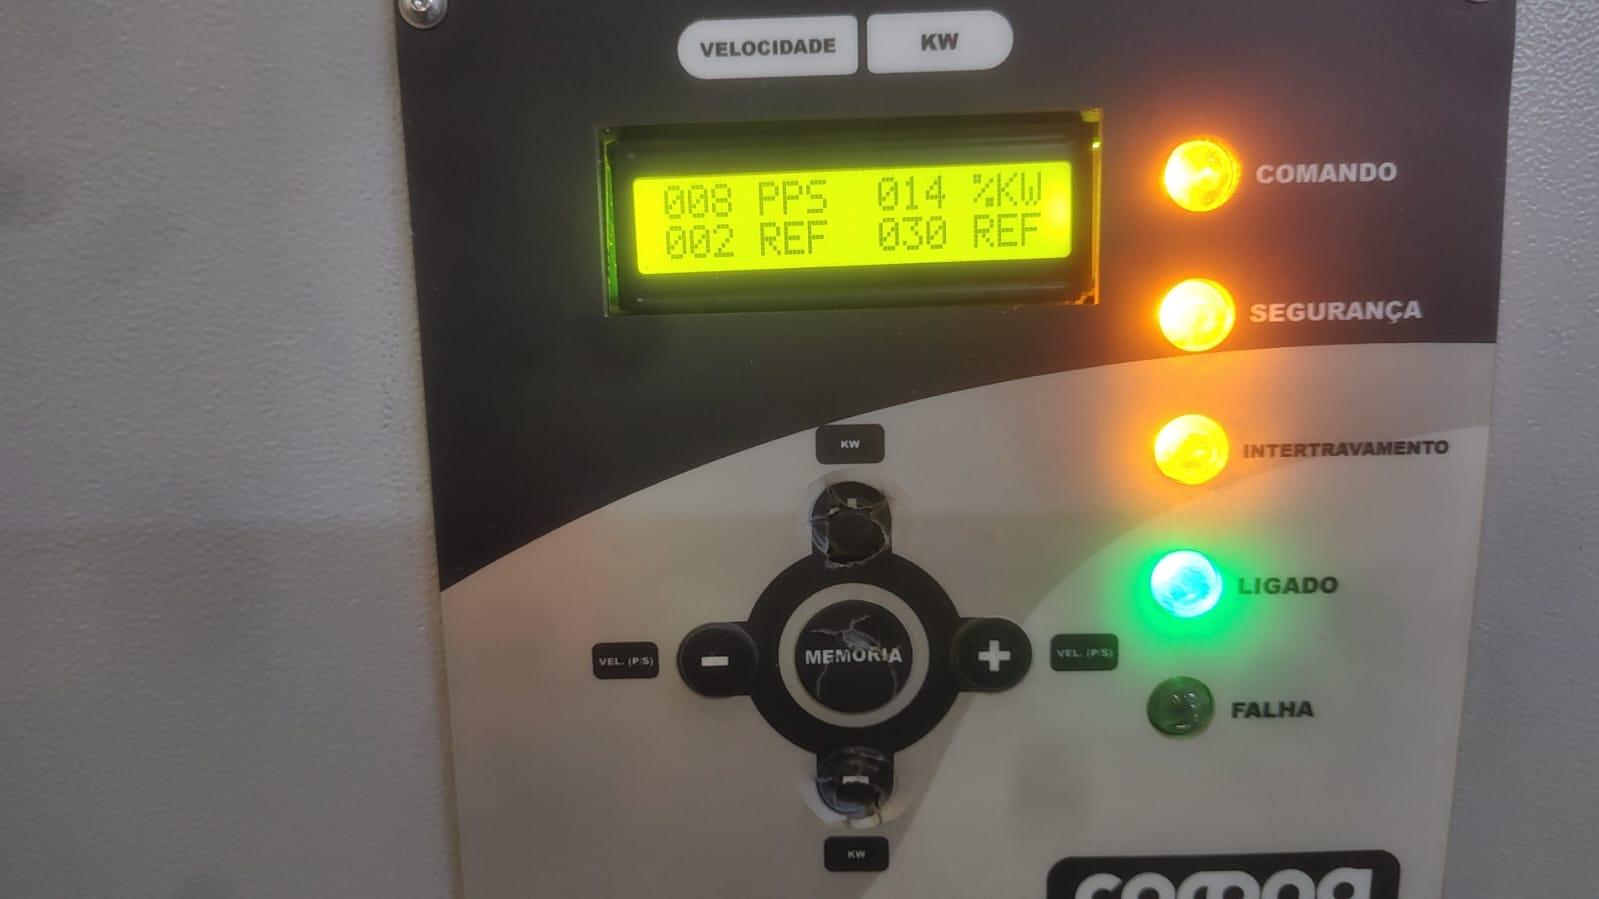 VELOCIDADE KW
008 PPS 014 %KW
002 REF 030 REF
COMANDO
SEGURANÇA
INTERTRAVAMENTO
LIGADO
FALHA
KW
VEL. (P/S) - MEMÓRIA + VEL. (P/S)
-
KW